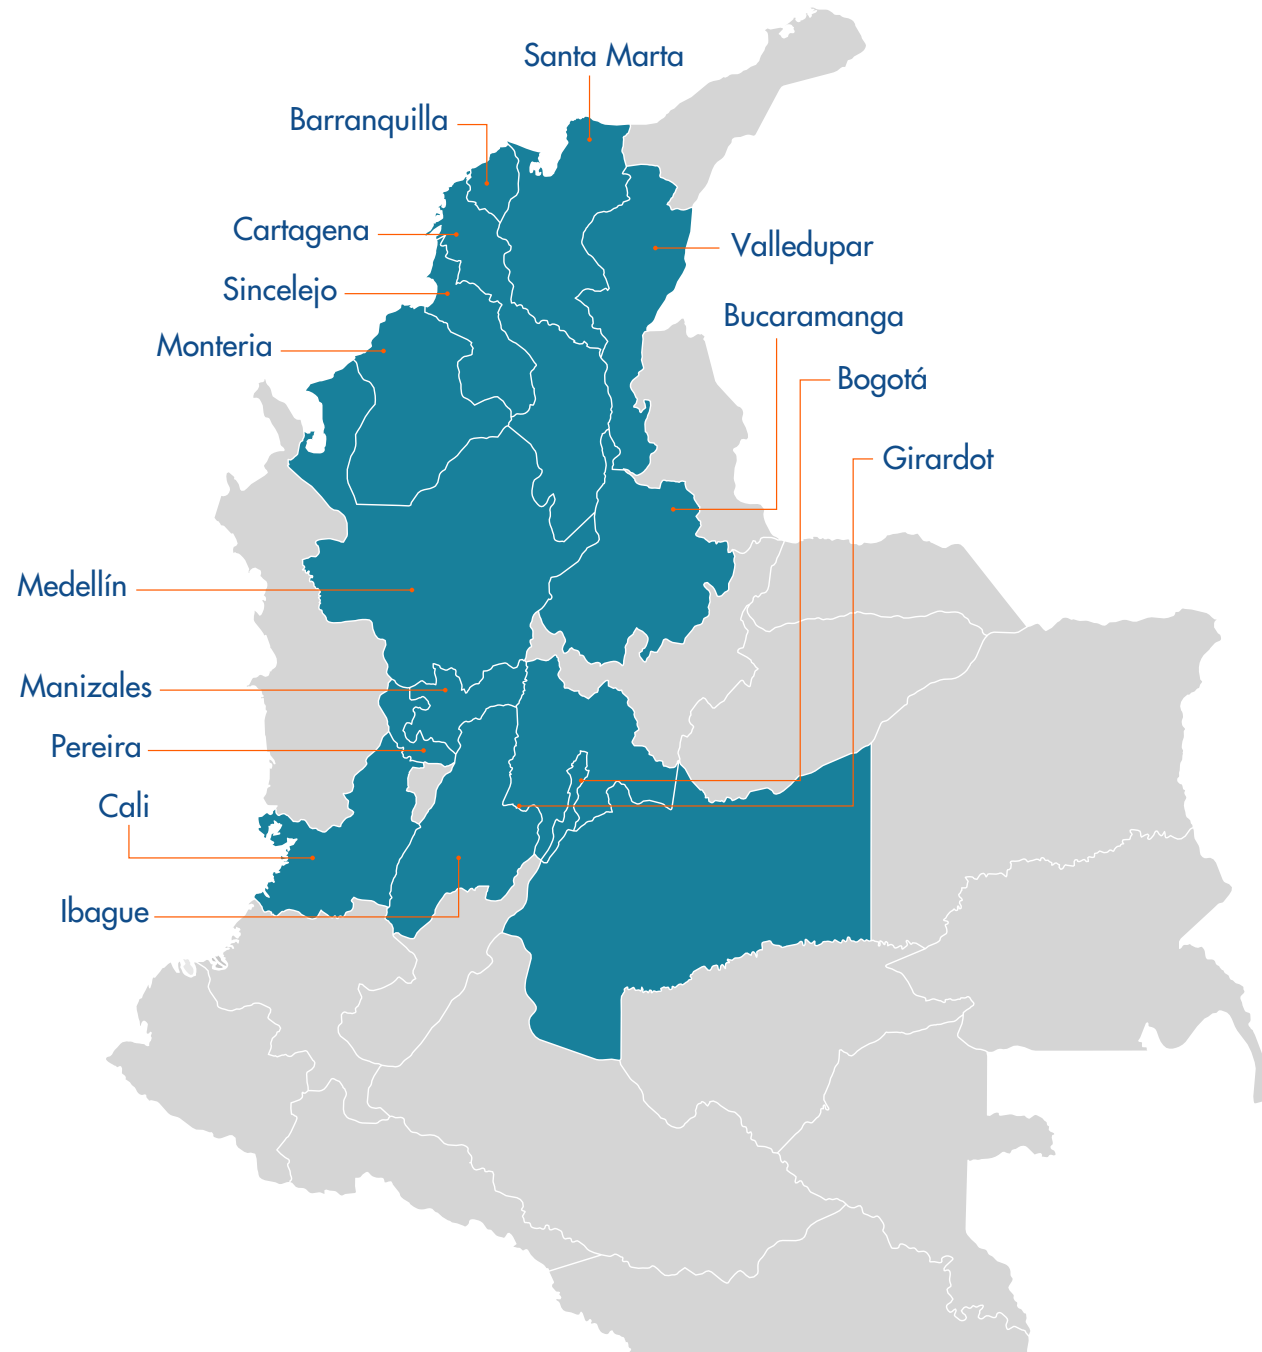 Santa Marta
Barranquilla
Cartagena
Valledupar
Sincelejo
Bucaramanga
Monteria
Bogotá
Girardot
Medellín
Manizales
Pereira
Cali
Ibague